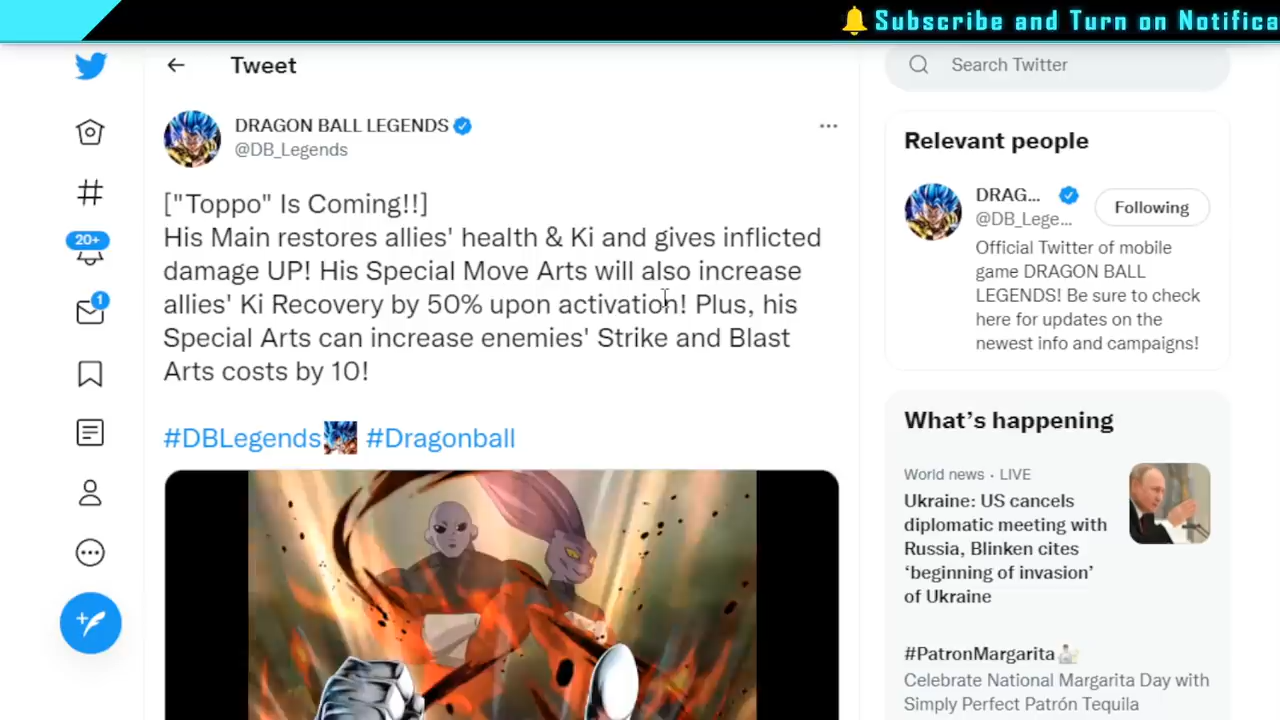 🔔 Subscribe and Turn on Notifica
Tweet
Search Twitter
DRAGON BALL LEGENDS
@DB_Legends
["Toppo" Is Coming!!]
His Main restores allies' health & Ki and gives inflicted
damage UP! His Special Move Arts will also increase
allies' Ki Recovery by 50% upon activation! Plus, his
Special Arts can increase enemies' Strike and Blast
Arts costs by 10!
#DBLegends #Dragonball
20+
1
Relevant people
DRAG...
@DB_Lege...
Following
Official Twitter of mobile
game DRAGON BALL
LEGENDS! Be sure to check
here for updates on the
newest info and campaigns!
What's happening
World news · LIVE
Ukraine: US cancels
diplomatic meeting with
Russia, Blinken cites
‘beginning of invasion’
of Ukraine
#PatronMargarita
Celebrate National Margarita Day with
Simply Perfect Patrón Tequila